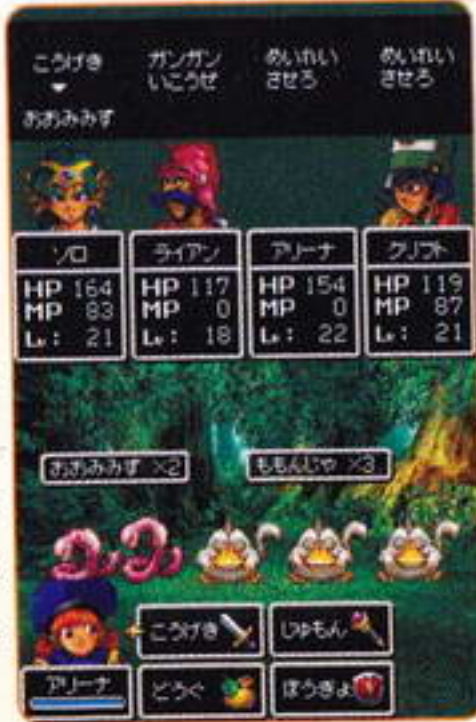 こうげき
おおみみず
ガンガン
いこうぜ
めいれい
させろ
めいれい
させろ
ソロ
HP 164
MP 83
Lv: 21
ライアン
HP 117
MP 0
Lv: 18
アリーナ
HP 154
MP 0
Lv: 22
クリフト
HP 119
MP 87
Lv: 21
おおみみず ×2
ももんじゃ ×3
アリーナ
こうげき
じゅもん
どうぐ
ぼうぎょ